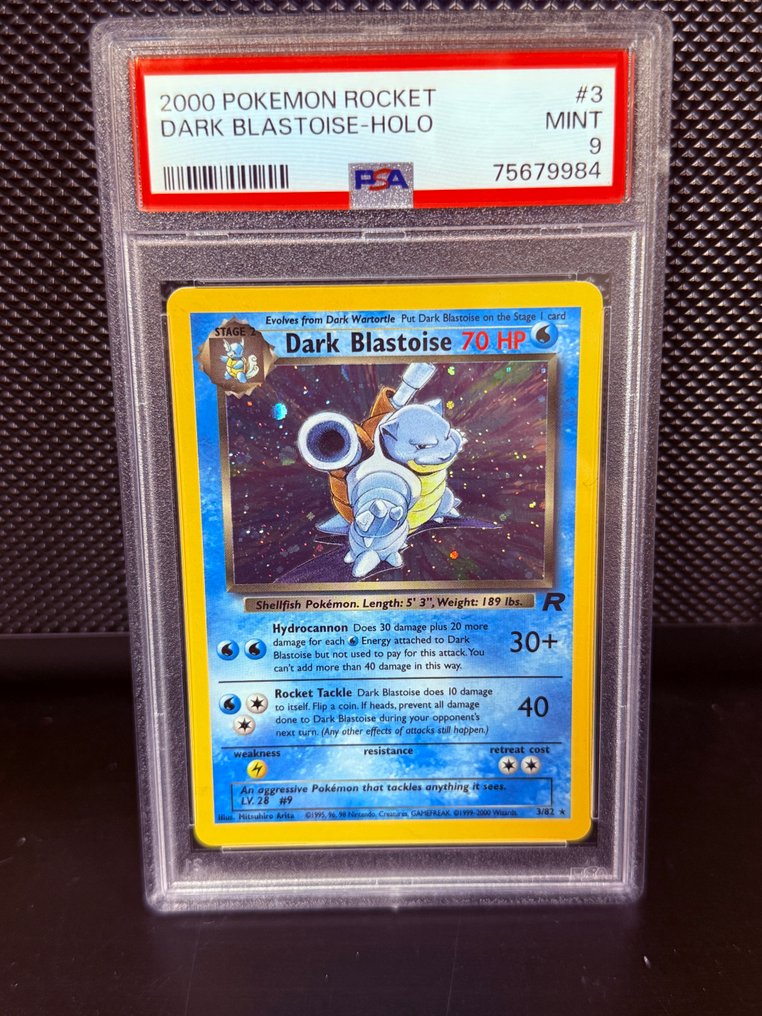 2000 POKEMON ROCKET #3
DARK BLASTOISE-HOLO MINT
9
PSA 75679984
Evolves from Dark Wartortle Put Dark Blastoise on the Stage 1 card
STAGE 2
Dark Blastoise 70 HP
Shellfish Pokémon. Length: 5' 3", Weight: 189 lbs.
R
Hydrocannon Does 30 damage plus 20 more
damage for each Energy attached to Dark
Blastoise but not used to pay for this attack. You
can't add more than 40 damage in this way.
30+
Rocket Tackle Dark Blastoise does 10 damage
to itself. Flip a coin. If heads, prevent all damage
done to Dark Blastoise during your opponent's
next turn. (Any other effects of attacks still happen.)
40
weakness resistance retreat cost
An aggressive Pokémon that tackles anything it sees.
LV. 28 #9
Illus. Mitsuhiro Arita ©1995, 96, 98 Nintendo, Creatures, GAMEFREAK. ©1999-2000 Wizards. 3/82 ★